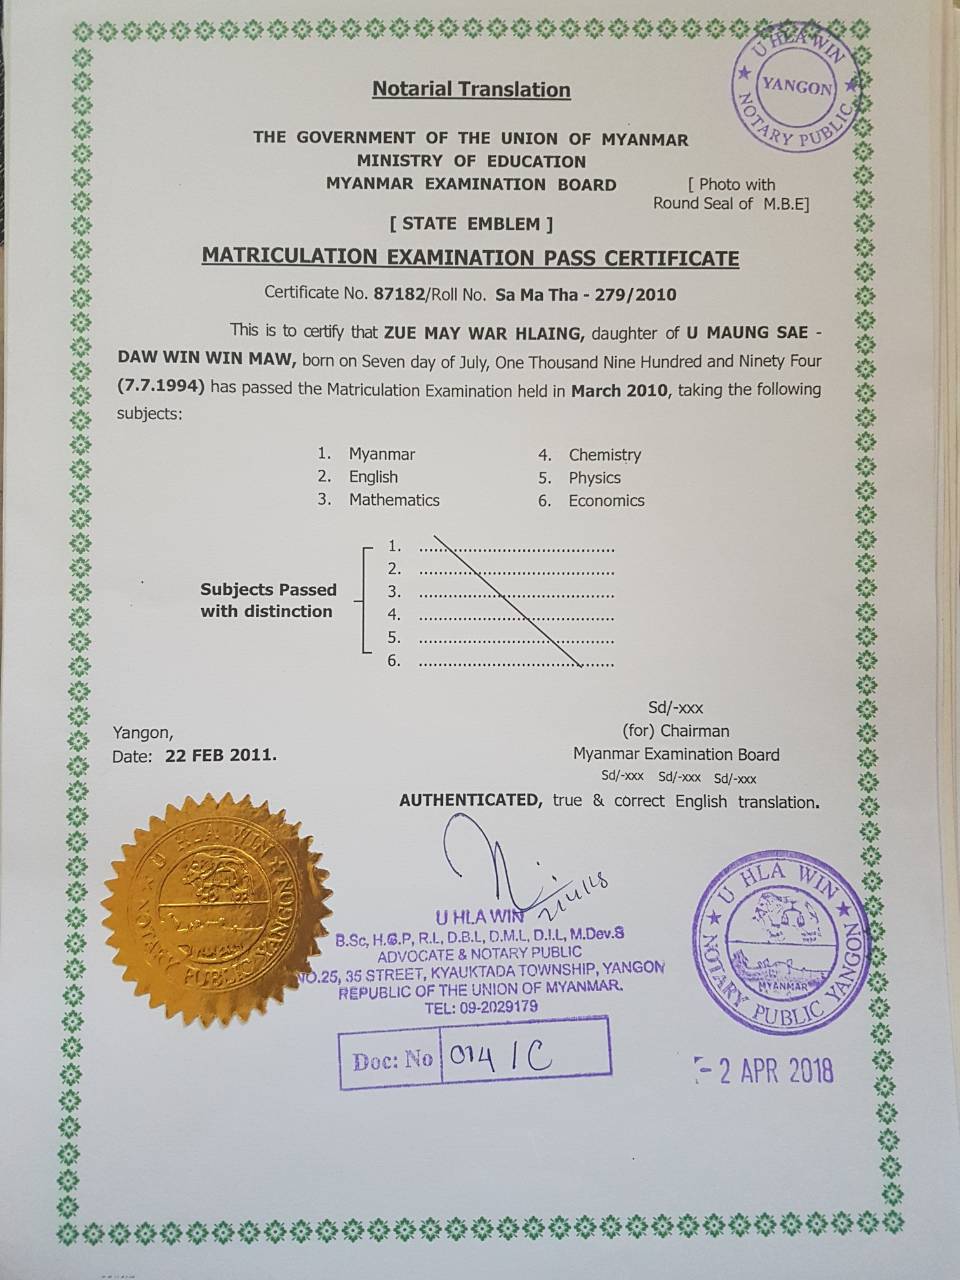 U HLA WIN
YANGON
NOTARY PUBLIC
Notarial Translation
THE GOVERNMENT OF THE UNION OF MYANMAR
MINISTRY OF EDUCATION
MYANMAR EXAMINATION BOARD
[ Photo with
Round Seal of M.B.E]
[ STATE EMBLEM ]
MATRICULATION EXAMINATION PASS CERTIFICATE
Certificate No. 87182/Roll No. Sa Ma Tha - 279/2010
This is to certify that ZUE MAY WAR HLAING, daughter of U MAUNG SAE -
DAW WIN WIN MAW, born on Seven day of July, One Thousand Nine Hundred and Ninety Four
(7.7.1994) has passed the Matriculation Examination held in March 2010, taking the following
subjects:
1. Myanmar
2. English
3. Mathematics
4. Chemistry
5. Physics
6. Economics
Subjects Passed
with distinction
1. ................................................
2. ................................................
3. ................................................
4. ................................................
5. ................................................
6. ................................................
Sd/-xxx
(for) Chairman
Myanmar Examination Board
Sd/-xxx Sd/-xxx Sd/-xxx
Yangon,
Date: 22 FEB 2011.
AUTHENTICATED, true & correct English translation.
U HLA WIN
NOTARY PUBLIC YANGON
U HLA WIN
B.Sc, H.G.P, R.L, D.B.L, D.M.L, D.I.L, M.Dev.S
ADVOCATE & NOTARY PUBLIC
NO.25, 35 STREET, KYAUKTADA TOWNSHIP, YANGON
REPUBLIC OF THE UNION OF MYANMAR.
TEL: 09-2029179
Doc: No 014 / C
U HLA WIN
MYANMAR
NOTARY PUBLIC YANGON
- 2 APR 2018